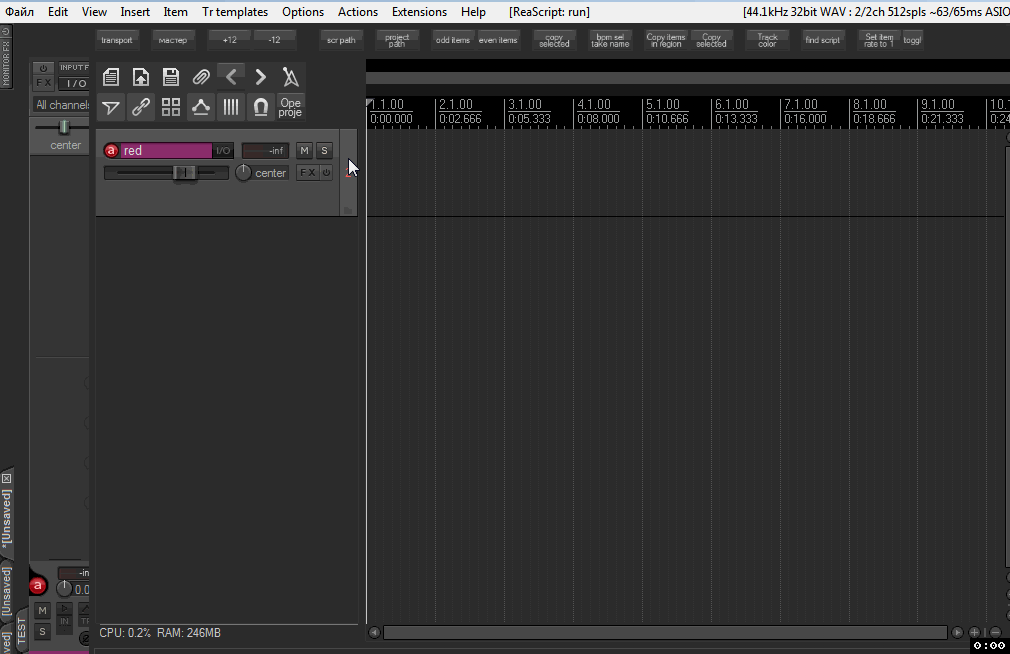 Файл Edit View Insert Item Tr templates Options Actions Extensions Help [ReaScript: run] [44.1kHz 32bit WAV : 2/2ch 512spls ~63/65ms ASIO
transport мастер +12 -12 scr path project path odd items even items copy selected bpm sel take name Copy items in region Copy selected Track color find script Set item rate to 1 toggl
MONITOR FX
INPUT F
FX I/O
All channels
center
Ope
proje
1.1.00 2.1.00 3.1.00 4.1.00 5.1.00 6.1.00 7.1.00 8.1.00 9.1.00 10.
0:00.000 0:02.666 0:05.333 0:08.000 0:10.666 0:13.333 0:16.000 0:18.666 0:21.333 0:24
a red I/O -inf M S
center FX
*[Unsaved]
[Unsaved]
ved]
TEST
a -in
0.0
M
IN
S
CPU: 0.2% RAM: 246MB
0:00